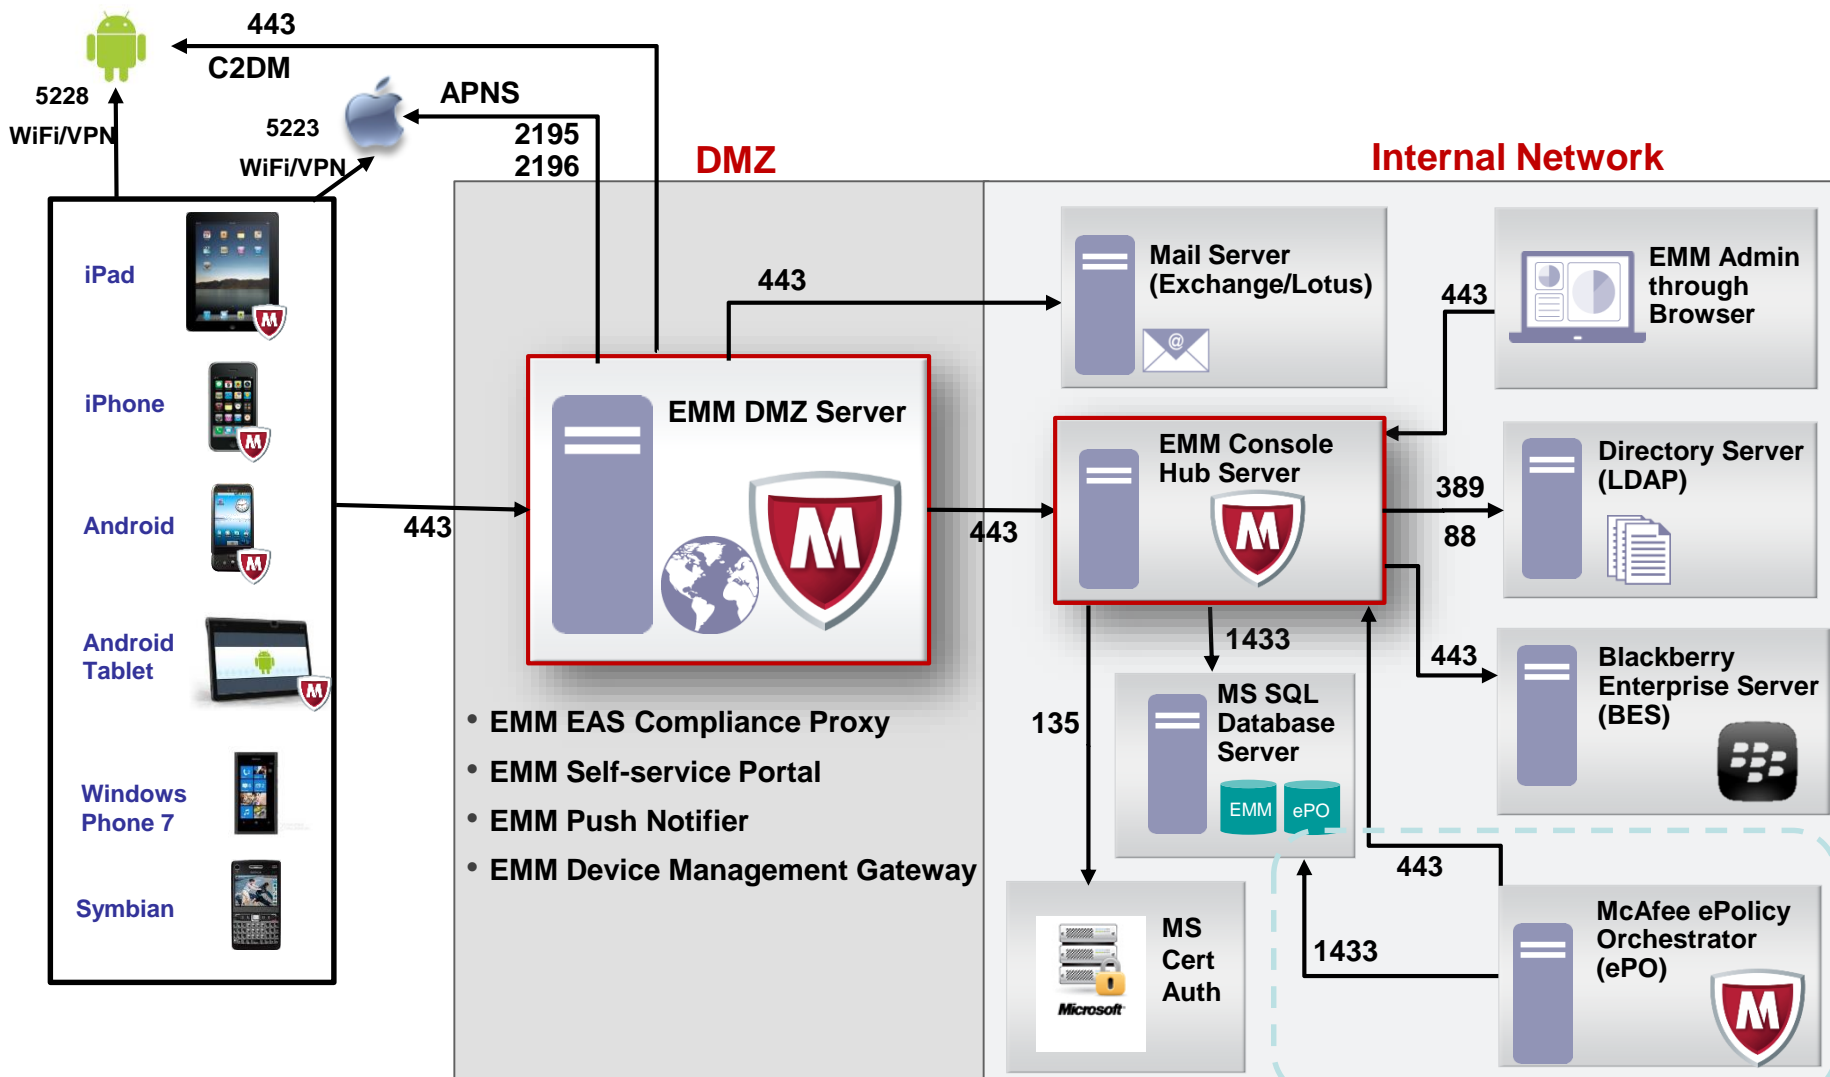 443
C2DM
5228
WiFi/VPN
5223
WiFi/VPN
APNS
2195
2196
DMZ
Internal Network
iPad
iPhone
Android
Android
Tablet
Windows
Phone 7
Symbian
443
443
EMM DMZ Server
443
• EMM EAS Compliance Proxy
• EMM Self-service Portal
• EMM Push Notifier
• EMM Device Management Gateway
Mail Server
(Exchange/Lotus)
@
443
EMM Admin
through
Browser
EMM Console
Hub Server
389
88
Directory Server
(LDAP)
443
Blackberry
Enterprise Server
(BES)
1433
135
MS SQL
Database
Server
EMM
ePO
443
1433
McAfee ePolicy
Orchestrator
(ePO)
MS
Cert
Auth
Microsoft